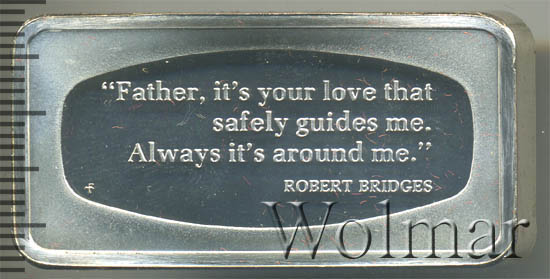 “Father, it's your love that
safely guides me.
Always it's around me.”
ROBERT BRIDGES
Wolmar